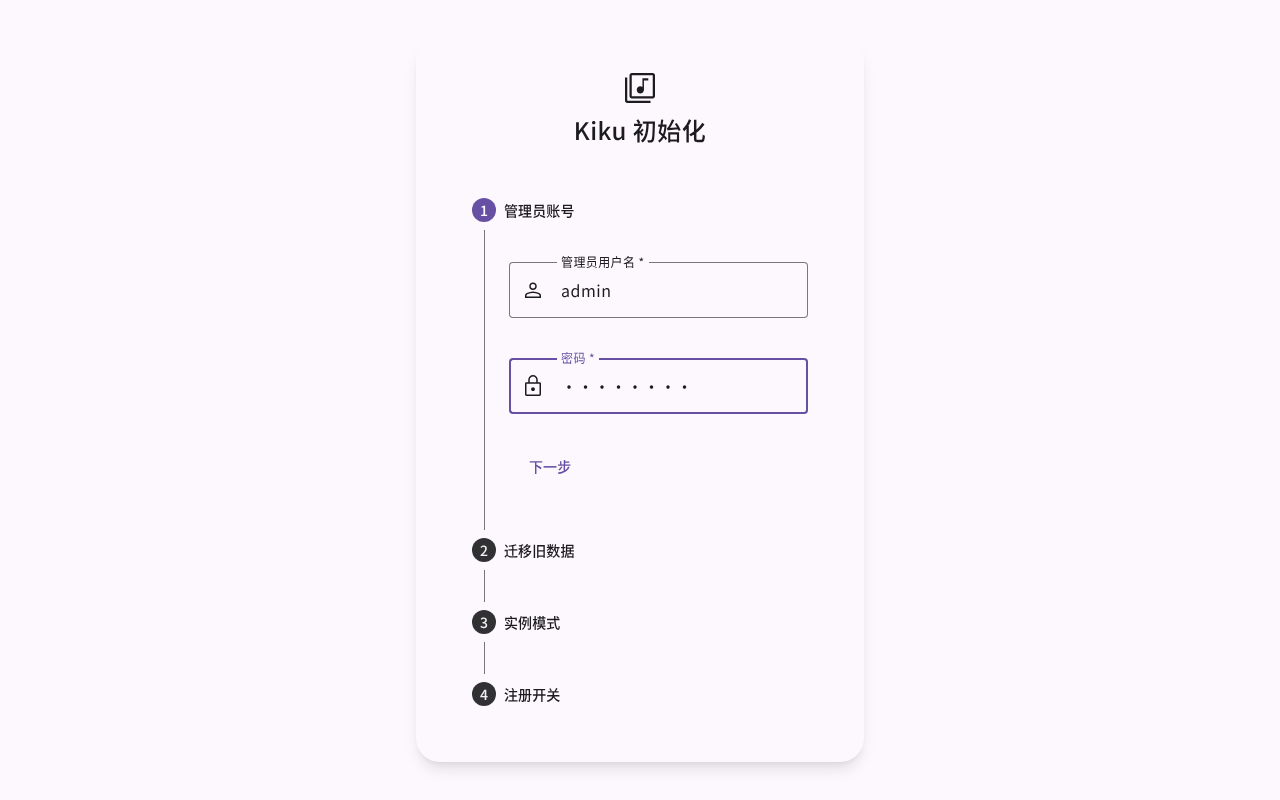 Kiku 初始化
1 管理员账号
管理员用户名 *
admin
密码 *
••••••••
下一步
2 迁移旧数据
3 实例模式
4 注册开关